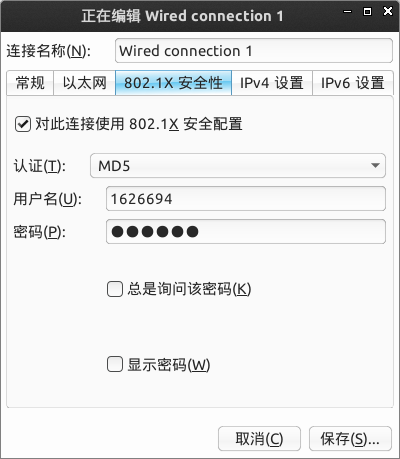 正在编辑 Wired connection 1
连接名称(N): Wired connection 1
常规 以太网 802.1X 安全性 IPv4 设置 IPv6 设置
对此连接使用 802.1X 安全配置
认证(T): MD5
用户名(U): 1626694
密码(P): ●●●●●●
总是询问该密码(K)
显示密码(W)
取消(C) 保存(S)...